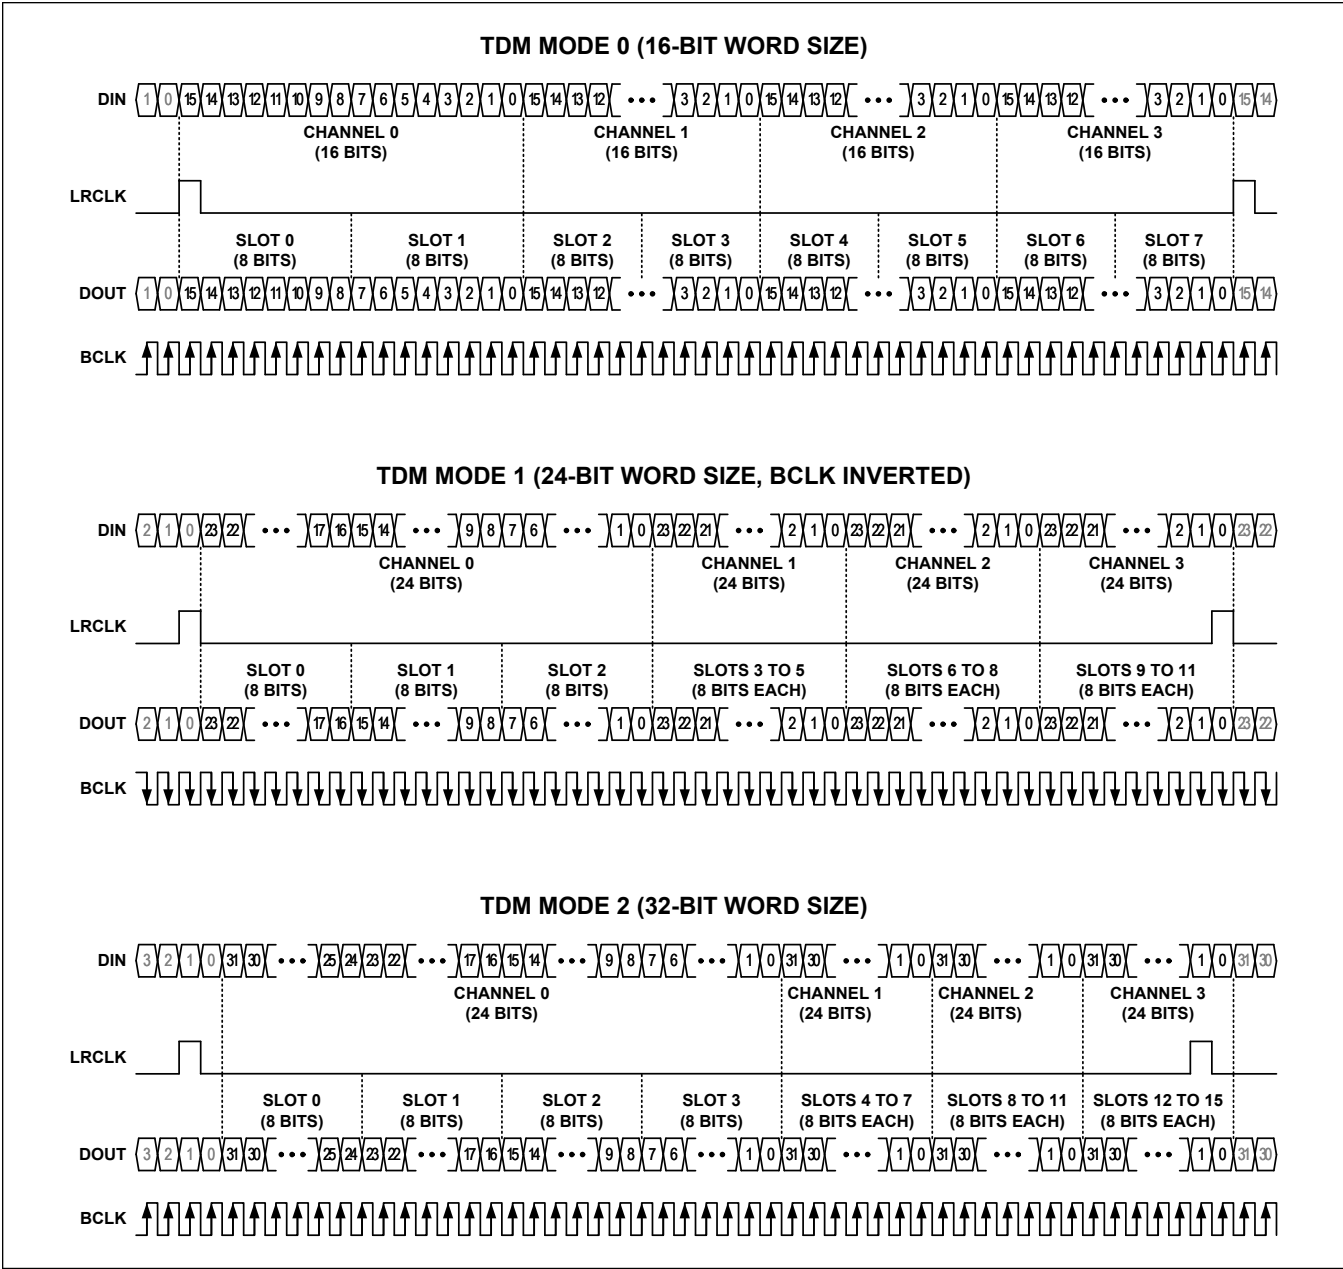 TDM MODE 0 (16-BIT WORD SIZE)
DIN 1 0 15 14 13 12 11 10 9 8 7 6 5 4 3 2 1 0 15 14 13 12 ••• 3 2 1 0 15 14 13 12 ••• 3 2 1 0 15 14 13 12 ••• 3 2 1 0 15 14
CHANNEL 0 CHANNEL 1 CHANNEL 2 CHANNEL 3
(16 BITS) (16 BITS) (16 BITS) (16 BITS)
LRCLK
SLOT 0 SLOT 1 SLOT 2 SLOT 3 SLOT 4 SLOT 5 SLOT 6 SLOT 7
(8 BITS) (8 BITS) (8 BITS) (8 BITS) (8 BITS) (8 BITS) (8 BITS) (8 BITS)
DOUT 1 0 15 14 13 12 11 10 9 8 7 6 5 4 3 2 1 0 15 14 13 12 ••• 3 2 1 0 15 14 13 12 ••• 3 2 1 0 15 14 13 12 ••• 3 2 1 0 15 14
BCLK
TDM MODE 1 (24-BIT WORD SIZE, BCLK INVERTED)
DIN 2 1 0 23 22 ••• 17 16 15 14 ••• 9 8 7 6 ••• 1 0 23 22 21 ••• 2 1 0 23 22 21 ••• 2 1 0 23 22 21 ••• 2 1 0 23 22
CHANNEL 0 CHANNEL 1 CHANNEL 2 CHANNEL 3
(24 BITS) (24 BITS) (24 BITS) (24 BITS)
LRCLK
SLOT 0 SLOT 1 SLOT 2 SLOTS 3 TO 5 SLOTS 6 TO 8 SLOTS 9 TO 11
(8 BITS) (8 BITS) (8 BITS) (8 BITS EACH) (8 BITS EACH) (8 BITS EACH)
DOUT 2 1 0 23 22 ••• 17 16 15 14 ••• 9 8 7 6 ••• 1 0 23 22 21 ••• 2 1 0 23 22 21 ••• 2 1 0 23 22 21 ••• 2 1 0 23 22
BCLK
TDM MODE 2 (32-BIT WORD SIZE)
DIN 3 2 1 0 31 30 ••• 25 24 23 22 ••• 17 16 15 14 ••• 9 8 7 6 ••• 1 0 31 30 ••• 1 0 31 30 ••• 1 0 31 30 ••• 1 0 31 30
CHANNEL 0 CHANNEL 1 CHANNEL 2 CHANNEL 3
(24 BITS) (24 BITS) (24 BITS) (24 BITS)
LRCLK
SLOT 0 SLOT 1 SLOT 2 SLOT 3 SLOTS 4 TO 7 SLOTS 8 TO 11 SLOTS 12 TO 15
(8 BITS) (8 BITS) (8 BITS) (8 BITS) (8 BITS EACH) (8 BITS EACH) (8 BITS EACH)
DOUT 3 2 1 0 31 30 ••• 25 24 23 22 ••• 17 16 15 14 ••• 9 8 7 6 ••• 1 0 31 30 ••• 1 0 31 30 ••• 1 0 31 30 ••• 1 0 31 30
BCLK